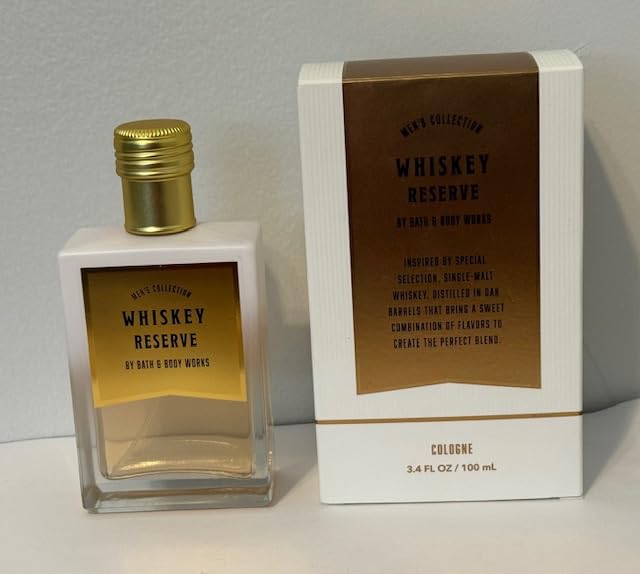 MEN'S COLLECTION
WHISKEY
RESERVE
BY BATH & BODY WORKS
MEN'S COLLECTION
WHISKEY
RESERVE
BY BATH & BODY WORKS
INSPIRED BY SPECIAL
SELECTION, SINGLE-MALT
WHISKEY, DISTILLED IN OAK
BARRELS THAT BRING A SWEET
COMBINATION OF FLAVORS TO
CREATE THE PERFECT BLEND.
COLOGNE
3.4 FL OZ / 100 mL